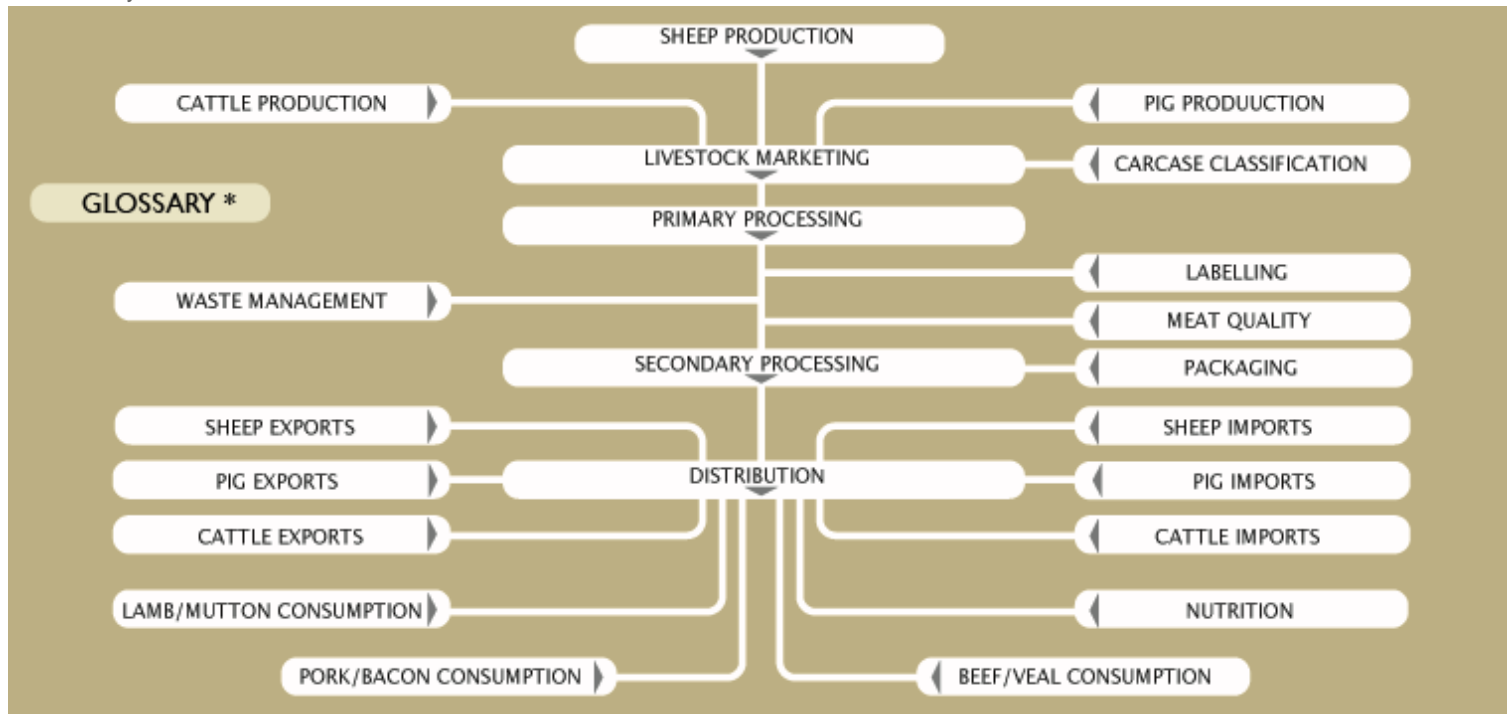 SHEEP PRODUCTION
CATTLE PRODUCTION
PIG PRODUUCTION
LIVESTOCK MARKETING
CARCASE CLASSIFICATION
GLOSSARY *
PRIMARY PROCESSING
LABELLING
WASTE MANAGEMENT
MEAT QUALITY
SECONDARY PROCESSING
PACKAGING
SHEEP EXPORTS
SHEEP IMPORTS
PIG EXPORTS
DISTRIBUTION
PIG IMPORTS
CATTLE EXPORTS
CATTLE IMPORTS
LAMB/MUTTON CONSUMPTION
NUTRITION
PORK/BACON CONSUMPTION
BEEF/VEAL CONSUMPTION